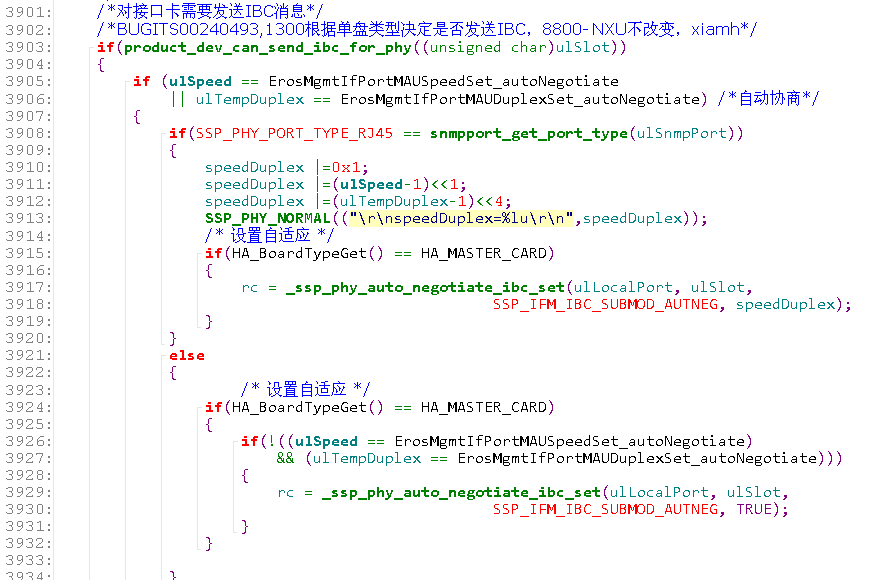 3901: /*对接口卡需要发送IBC消息*/
3902: /*BUGITS00240493,1300根据单盘类型决定是否发送IBC，8800-NXU不改变，xiamh*/
3903: if(product_dev_can_send_ibc_for_phy((unsigned char)ulSlot))
3904: {
3905: if (ulSpeed == ErosMgmtIfPortMAUSpeedSet_autoNegotiate
3906: || ulTempDuplex == ErosMgmtIfPortMAUDuplexSet_autoNegotiate) /*自动协商*/
3907: {
3908: if(SSP_PHY_PORT_TYPE_RJ45 == snmpport_get_port_type(ulSnmpPort))
3909: {
3910: speedDuplex |=0x1;
3911: speedDuplex |=(ulSpeed-1)<<1;
3912: speedDuplex |=(ulTempDuplex-1)<<4;
3913: SSP_PHY_NORMAL(("\r\nspeedDuplex=%lu\r\n",speedDuplex));
3914: /* 设置自适应 */
3915: if(HA_BoardTypeGet() == HA_MASTER_CARD)
3916: {
3917: rc = _ssp_phy_auto_negotiate_ibc_set(ulLocalPort, ulSlot,
3918: SSP_IFM_IBC_SUBMOD_AUTNEG, speedDuplex);
3919: }
3920: }
3921: else
3922: {
3923: /* 设置自适应 */
3924: if(HA_BoardTypeGet() == HA_MASTER_CARD)
3925: {
3926: if(!((ulSpeed == ErosMgmtIfPortMAUSpeedSet_autoNegotiate)
3927: && (ulTempDuplex == ErosMgmtIfPortMAUDuplexSet_autoNegotiate)))
3928: {
3929: rc = _ssp_phy_auto_negotiate_ibc_set(ulLocalPort, ulSlot,
3930: SSP_IFM_IBC_SUBMOD_AUTNEG, TRUE);
3931: }
3932: }
3933:
3934: }